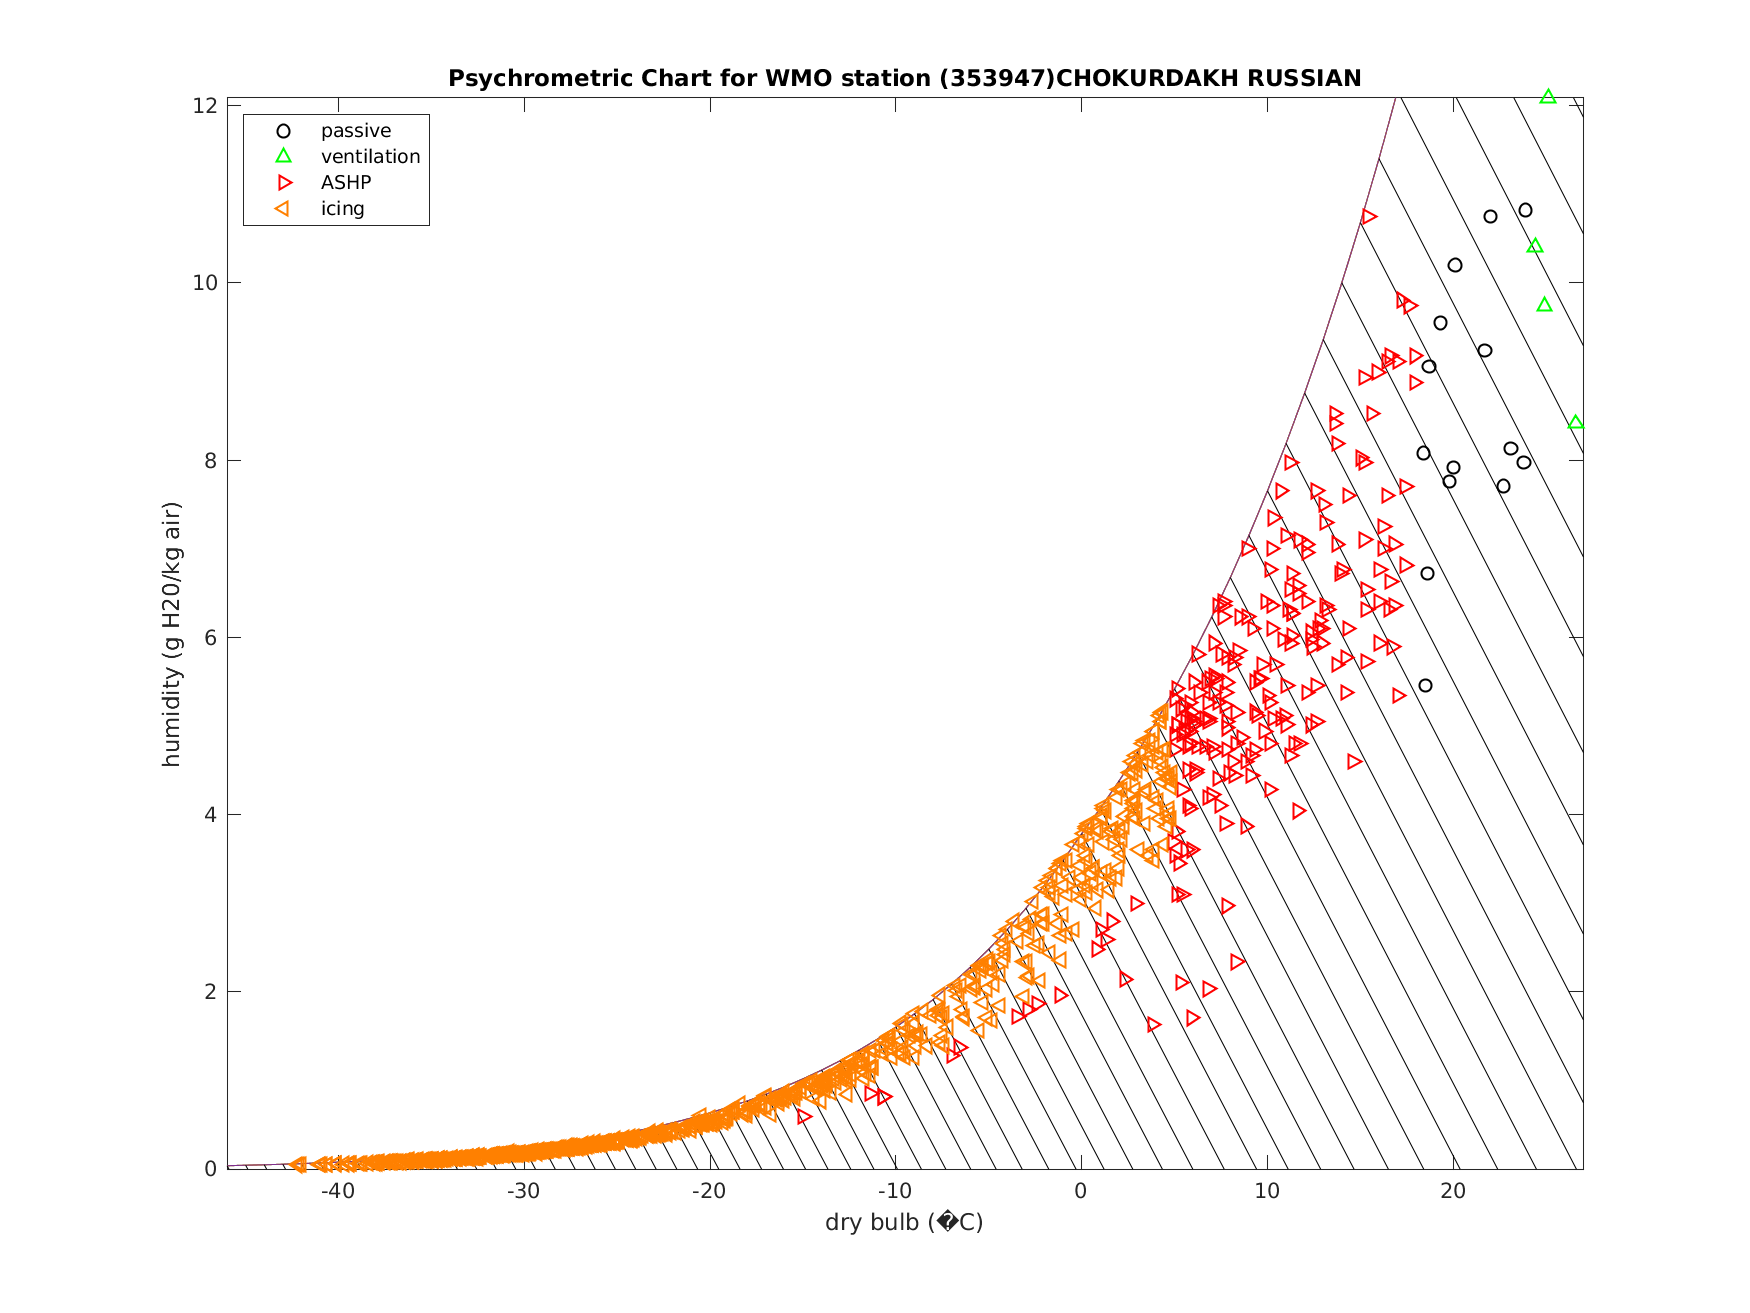 Psychrometric Chart for WMO station (353947)CHOKURDAKH RUSSIAN
passive
ventilation
ASHP
icing
12
10
8
6
4
2
0
humidity (g H20/kg air)
-40 -30 -20 -10 0 10 20
dry bulb (�C)